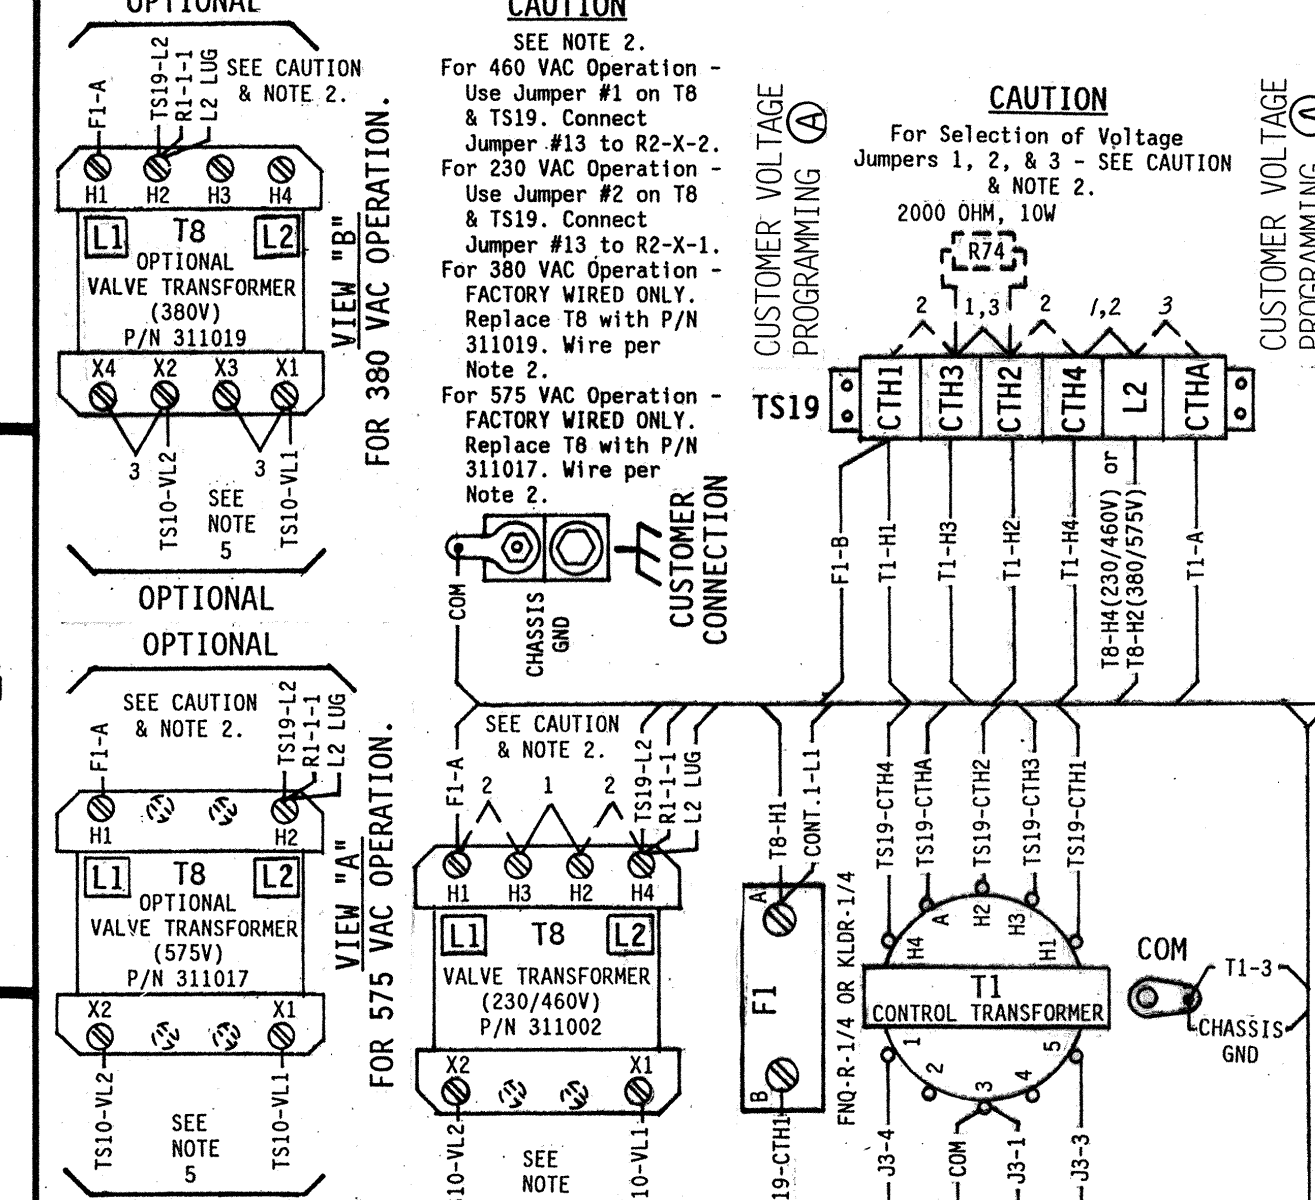 OPTIONAL
F1-A
TS19-L2
R1-1-1
L2 LUG
SEE CAUTION
& NOTE 2.
H1 H2 H3 H4
L1 T8 L2
OPTIONAL
VALVE TRANSFORMER
(380V)
P/N 311019
X4 X2 X3 X1
3
3
TS10-VL2
TS10-VL1
SEE
NOTE
5
VIEW "B"
FOR 380 VAC OPERATION.
OPTIONAL
OPTIONAL
SEE CAUTION
& NOTE 2.
F1-A
TS19-L2
R1-1-1
L2 LUG
H1 H2
L1 T8 L2
OPTIONAL
VALVE TRANSFORMER
(575V)
P/N 311017
X2 X1
TS10-VL2
TS10-VL1
SEE
NOTE
5
VIEW "A"
FOR 575 VAC OPERATION.
CAUTION
SEE NOTE 2.
For 460 VAC Operation -
Use Jumper #1 on T8
& TS19. Connect
Jumper #13 to R2-X-2.
For 230 VAC Operation -
Use Jumper #2 on T8
& TS19. Connect
Jumper #13 to R2-X-1.
For 380 VAC Operation -
FACTORY WIRED ONLY.
Replace T8 with P/N
311019. Wire per
Note 2.
For 575 VAC Operation -
FACTORY WIRED ONLY.
Replace T8 with P/N
311017. Wire per
Note 2.
COM
CHASSIS
GND
CUSTOMER
CONNECTION
SEE CAUTION
& NOTE 2.
F1-A
2 1 2
TS19-L2
R1-1-1
L2 LUG
H1 H3 H2 H4
L1 T8 L2
VALVE TRANSFORMER
(230/460V)
P/N 311002
X2 X1
10-VL2
10-VL1
SEE
NOTE
CUSTOMER VOLTAGE
PROGRAMMING A
CAUTION
For Selection of Voltage
Jumpers 1, 2, & 3 - SEE CAUTION
& NOTE 2.
2000 OHM, 10W
R74
2 1,3 2 1,2 3
TS19
CTH1 CTH3 CTH2 CTH4 L2 CTHA
F1-B
T1-H1
T1-H3
T1-H2
T1-H4
T8-H4(230/460V) or
T8-H2(380/575V)
T1-A
T8-H1
CONT.1-L1
A
F1
B
19-CTH1
FNQ-R-1/4 OR KLDR-1/4
TS19-CTH4
TS19-CTHA
TS19-CTH2
TS19-CTH3
TS19-CTH1
H4 A H2 H3 H1
T1
CONTROL TRANSFORMER
1 2 3 4 5
J3-4
COM
J3-1
J3-3
COM
T1-3
CHASSIS
GND
CUSTOMER VOLTAGE
PROGRAMMING